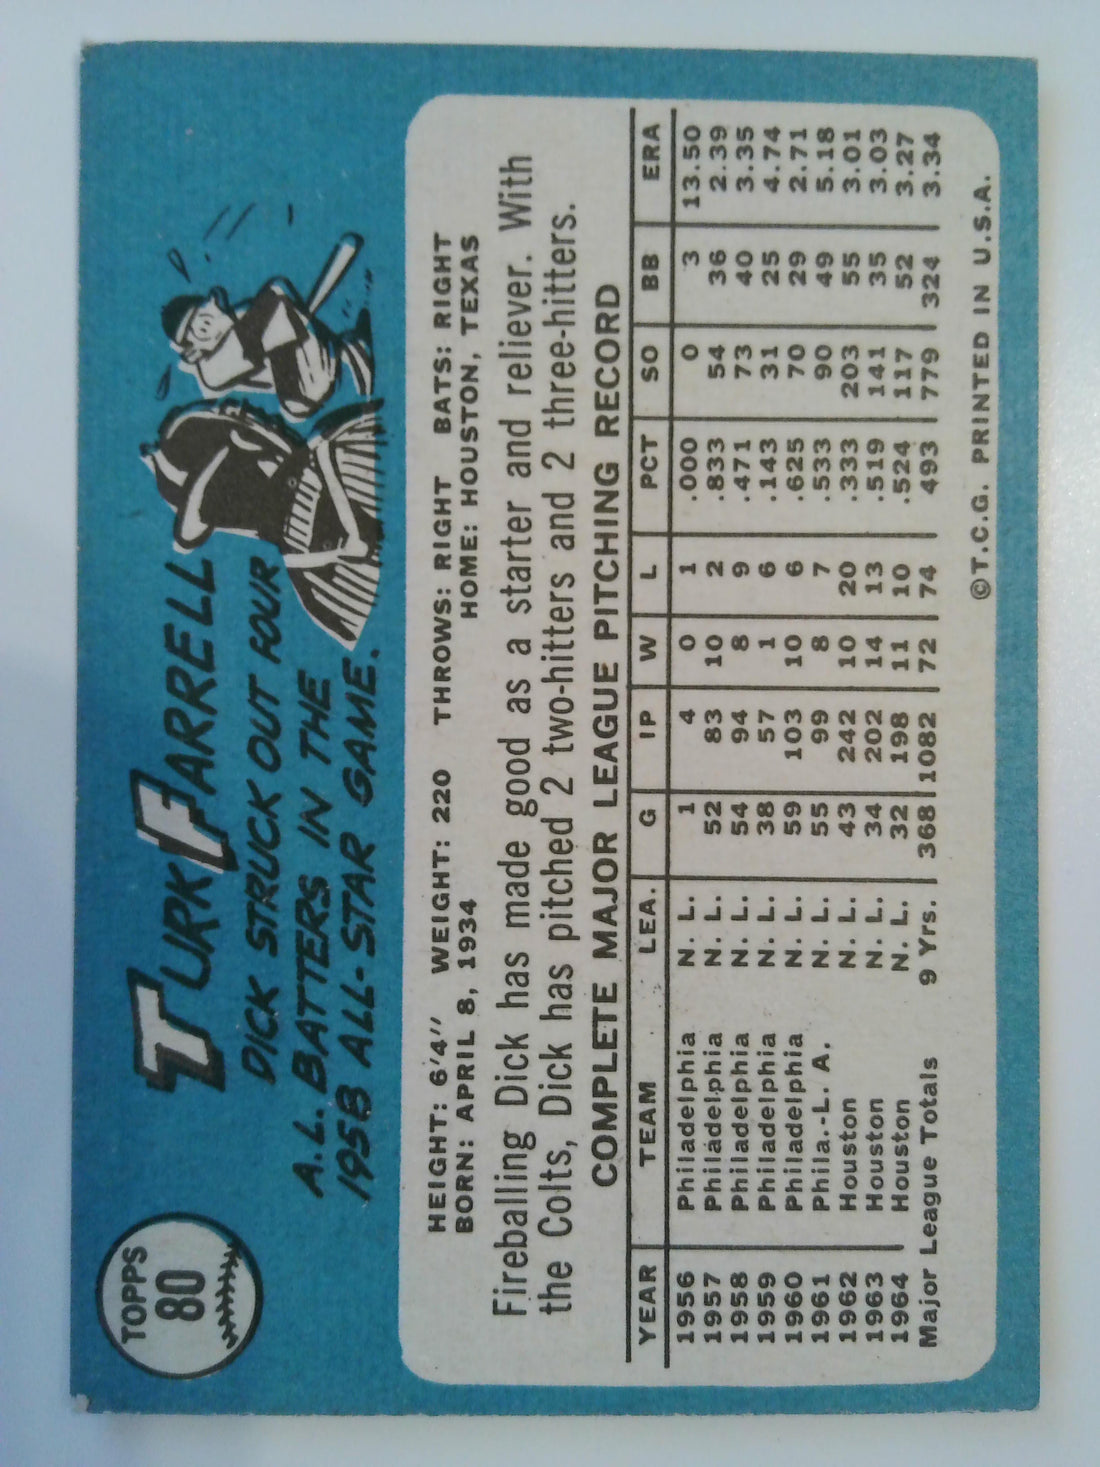 TOPPS
80
TURK FARRELL
DICK STRUCK OUT FOUR
A.L. BATTERS IN THE
1958 ALL-STAR GAME.
HEIGHT: 6'4" WEIGHT: 220 THROWS: RIGHT BATS: RIGHT
BORN: APRIL 8, 1934 HOME: HOUSTON, TEXAS
Fireballing Dick has made good as a starter and reliever. With
the Colts, Dick has pitched 2 two-hitters and 2 three-hitters.
COMPLETE MAJOR LEAGUE PITCHING RECORD
YEAR TEAM LEA. G IP W L PCT SO BB ERA
1956 Philadelphia N. L. 1 4 0 1 .000 0 3 13.50
1957 Philadelphia N. L. 52 83 10 2 .833 54 36 2.39
1958 Philadelphia N. L. 54 94 8 9 .471 73 40 3.35
1959 Philadelphia N. L. 38 57 1 6 .143 31 25 4.74
1960 Philadelphia N. L. 59 103 10 6 .625 70 29 2.71
1961 Phila.-L. A. N. L. 55 99 8 7 .533 90 49 5.18
1962 Houston N. L. 43 242 10 20 .333 203 55 3.01
1963 Houston N. L. 34 202 14 13 .519 141 35 3.03
1964 Houston N. L. 32 198 11 10 .524 117 52 3.27
Major League Totals 9 Yrs. 368 1082 72 74 493 779 324 3.34
©T.C.G. PRINTED IN U.S.A.